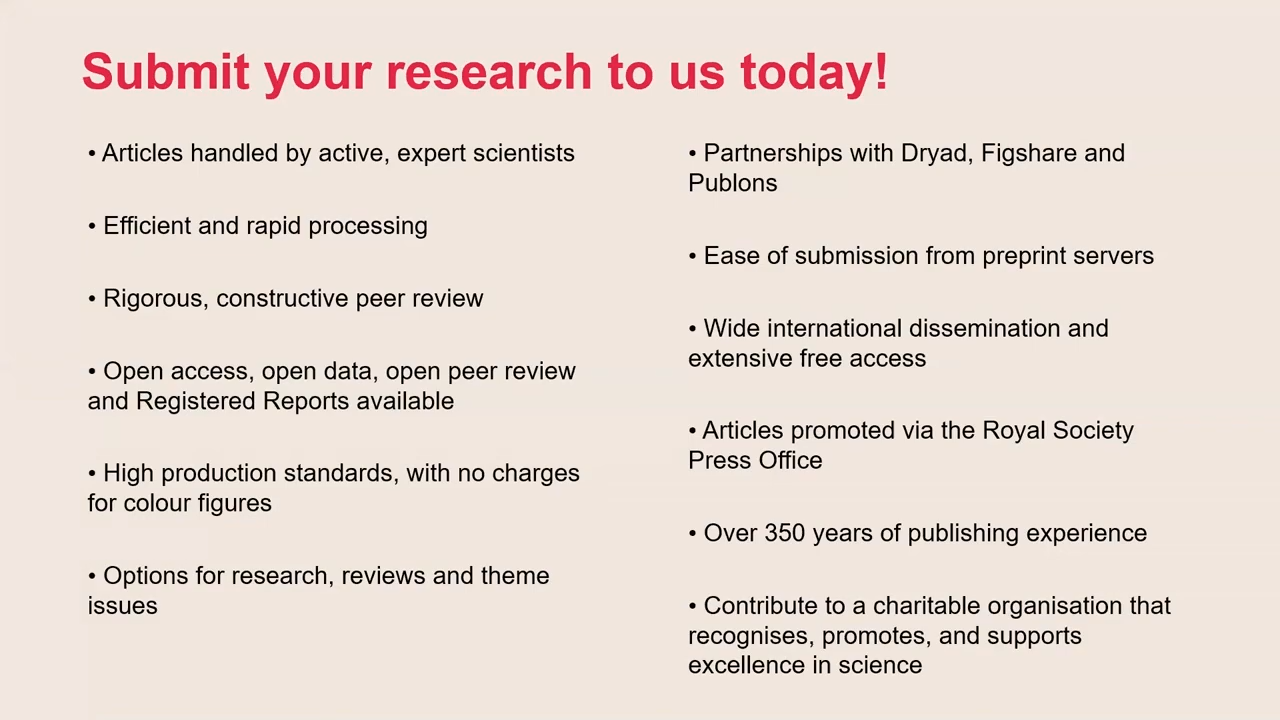 Submit your research to us today!
• Articles handled by active, expert scientists
• Efficient and rapid processing
• Rigorous, constructive peer review
• Open access, open data, open peer review
and Registered Reports available
• High production standards, with no charges
for colour figures
• Options for research, reviews and theme
issues
• Partnerships with Dryad, Figshare and
Publons
• Ease of submission from preprint servers
• Wide international dissemination and
extensive free access
• Articles promoted via the Royal Society
Press Office
• Over 350 years of publishing experience
• Contribute to a charitable organisation that
recognises, promotes, and supports
excellence in science